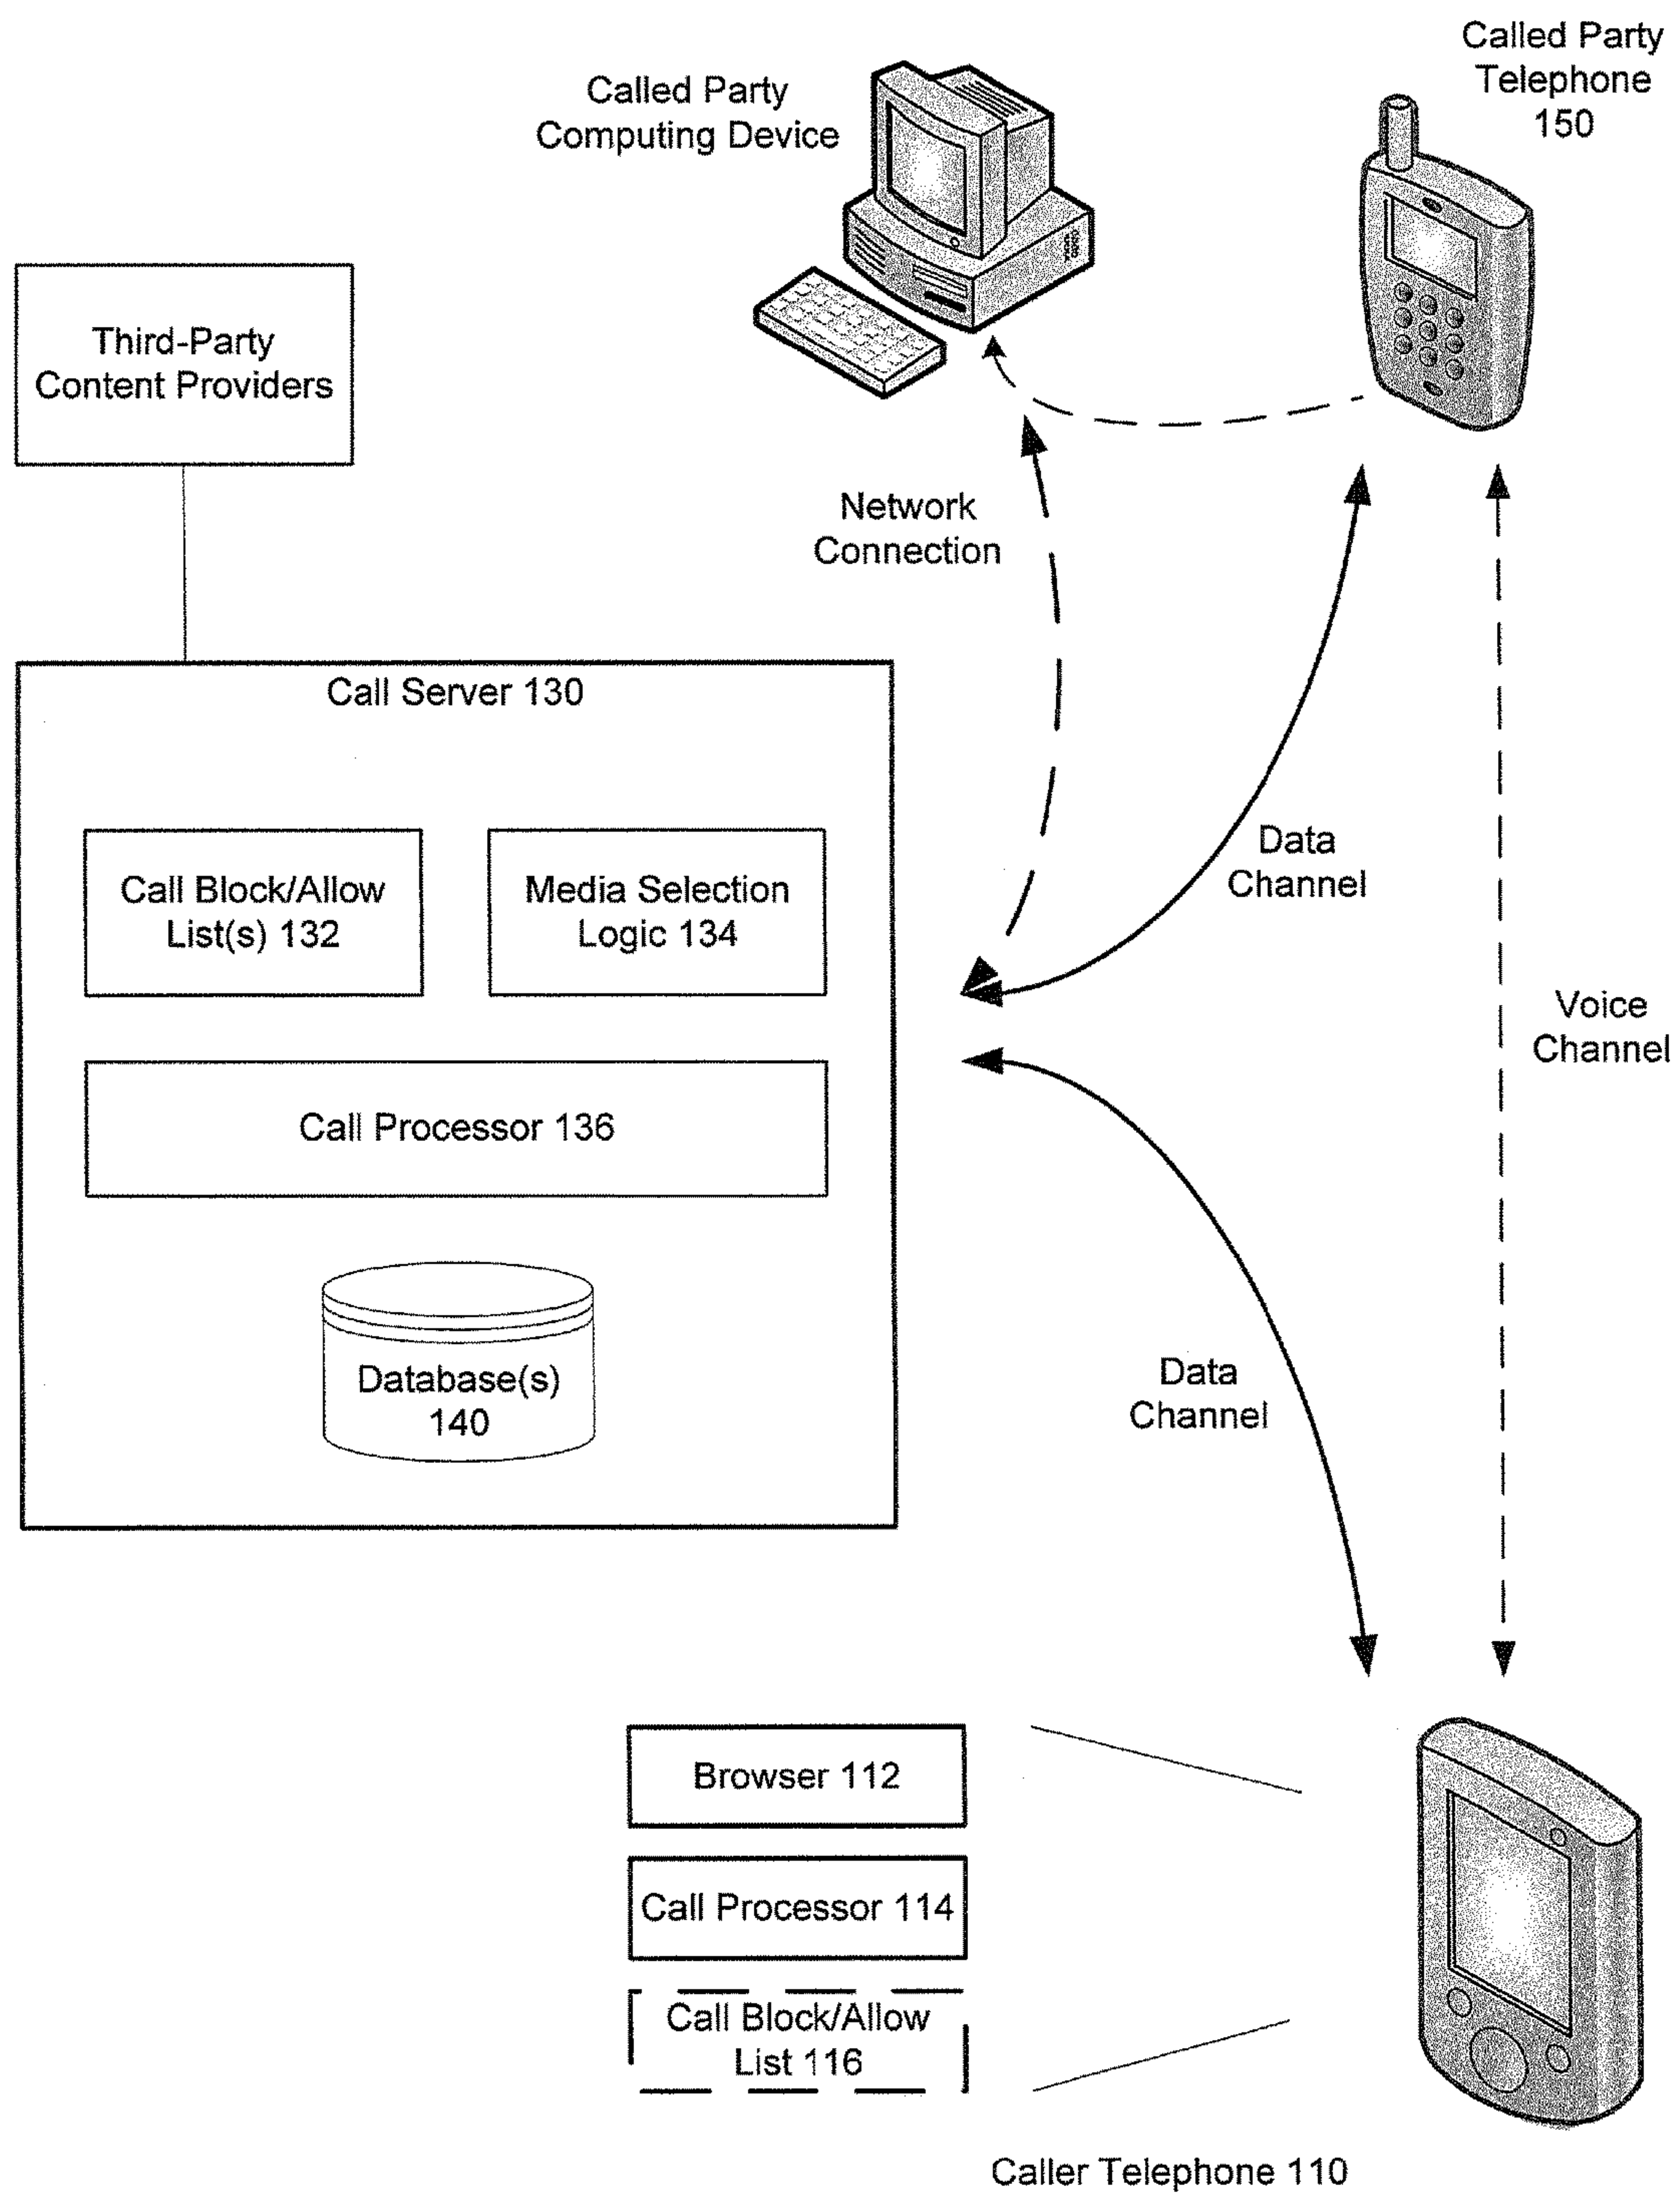 Called Party
Telephone
150
Called Party
Computing Device
Third-Party
Content Providers
Network
Connection
Call Server 130
Call Block/Allow
List(s) 132
Media Selection
Logic 134
Data
Channel
Voice
Channel
Call Processor 136
Database(s)
140
Data
Channel
Browser 112
Call Processor 114
Call Block/Allow
List 116
Caller Telephone 110